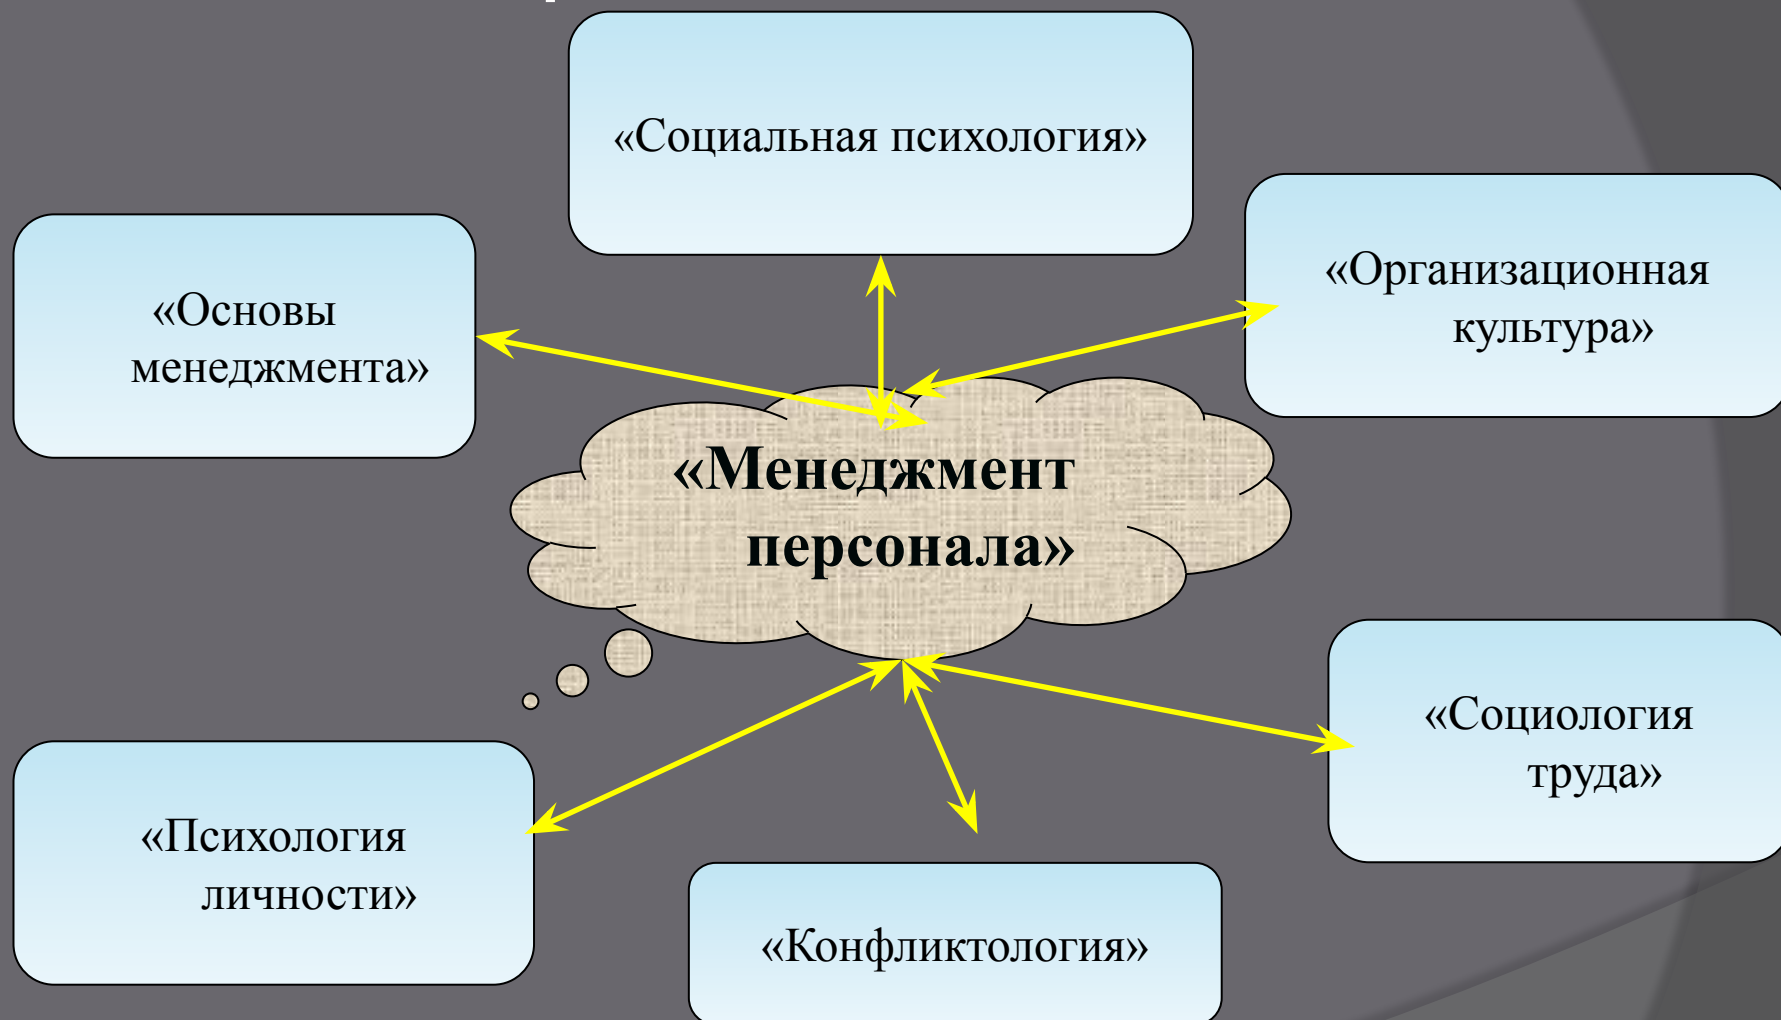 «Социальная психология»
«Организационная
культура»
«Основы
менеджмента»
«Менеджмент
персонала»
«Социология
труда»
«Психология
личности»
«Конфликтология»